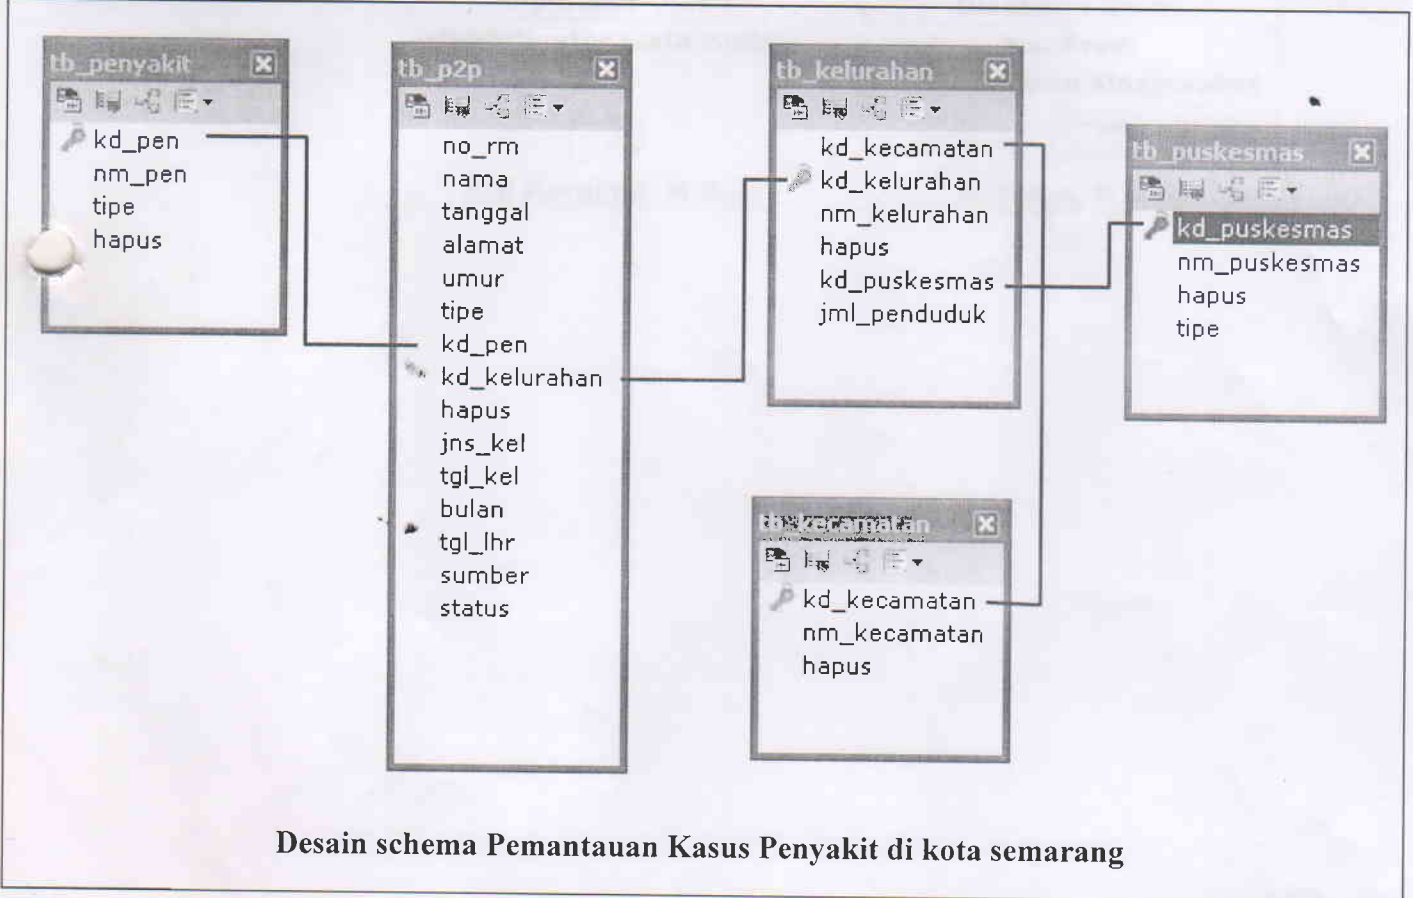 tb_penyakit
kd_pen
nm_pen
tipe
hapus
tb_p2p
no_rm
nama
tanggal
alamat
umur
tipe
kd_pen
kd_kelurahan
hapus
jns_kel
tgl_kel
bulan
tgl_lhr
sumber
status
tb_kelurahan
kd_kecamatan
kd_kelurahan
nm_kelurahan
hapus
kd_puskesmas
jml_penduduk
tb_puskesmas
kd_puskesmas
nm_puskesmas
hapus
tipe
tb_kecamatan
kd_kecamatan
nm_kecamatan
hapus
Desain schema Pemantauan Kasus Penyakit di kota semarang